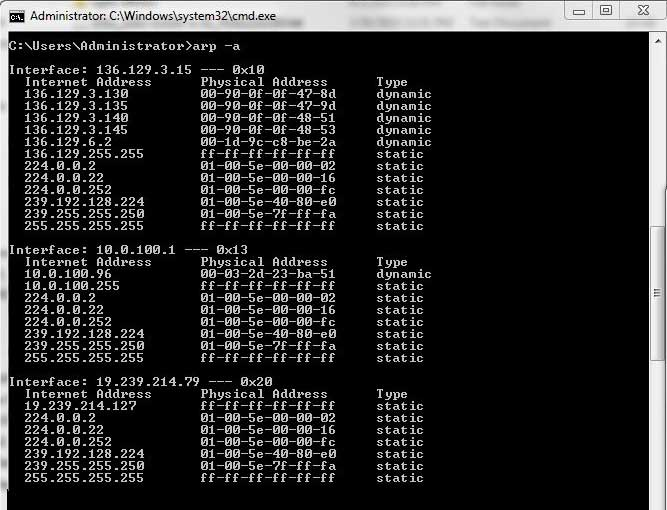 Administrator: C:\Windows\system32\cmd.exe
C:\Users\Administrator>arp -a
Interface: 136.129.3.15 --- 0x10
Internet Address Physical Address Type
136.129.3.130 00-90-0f-0f-47-8d dynamic
136.129.3.135 00-90-0f-0f-47-9d dynamic
136.129.3.140 00-90-0f-0f-48-51 dynamic
136.129.3.145 00-90-0f-0f-48-53 dynamic
136.129.6.2 00-1d-9c-c8-be-2a dynamic
136.129.255.255 ff-ff-ff-ff-ff-ff static
224.0.0.2 01-00-5e-00-00-02 static
224.0.0.22 01-00-5e-00-00-16 static
224.0.0.252 01-00-5e-00-00-fc static
239.192.128.224 01-00-5e-40-80-e0 static
239.255.255.250 01-00-5e-7f-ff-fa static
255.255.255.255 ff-ff-ff-ff-ff-ff static
Interface: 10.0.100.1 --- 0x13
Internet Address Physical Address Type
10.0.100.96 00-03-2d-23-ba-51 dynamic
10.0.100.255 ff-ff-ff-ff-ff-ff static
224.0.0.2 01-00-5e-00-00-02 static
224.0.0.22 01-00-5e-00-00-16 static
224.0.0.252 01-00-5e-00-00-fc static
239.192.128.224 01-00-5e-40-80-e0 static
239.255.255.250 01-00-5e-7f-ff-fa static
255.255.255.255 ff-ff-ff-ff-ff-ff static
Interface: 19.239.214.79 --- 0x20
Internet Address Physical Address Type
19.239.214.127 ff-ff-ff-ff-ff-ff static
224.0.0.2 01-00-5e-00-00-02 static
224.0.0.22 01-00-5e-00-00-16 static
224.0.0.252 01-00-5e-00-00-fc static
239.192.128.224 01-00-5e-40-80-e0 static
239.255.255.250 01-00-5e-7f-ff-fa static
255.255.255.255 ff-ff-ff-ff-ff-ff static